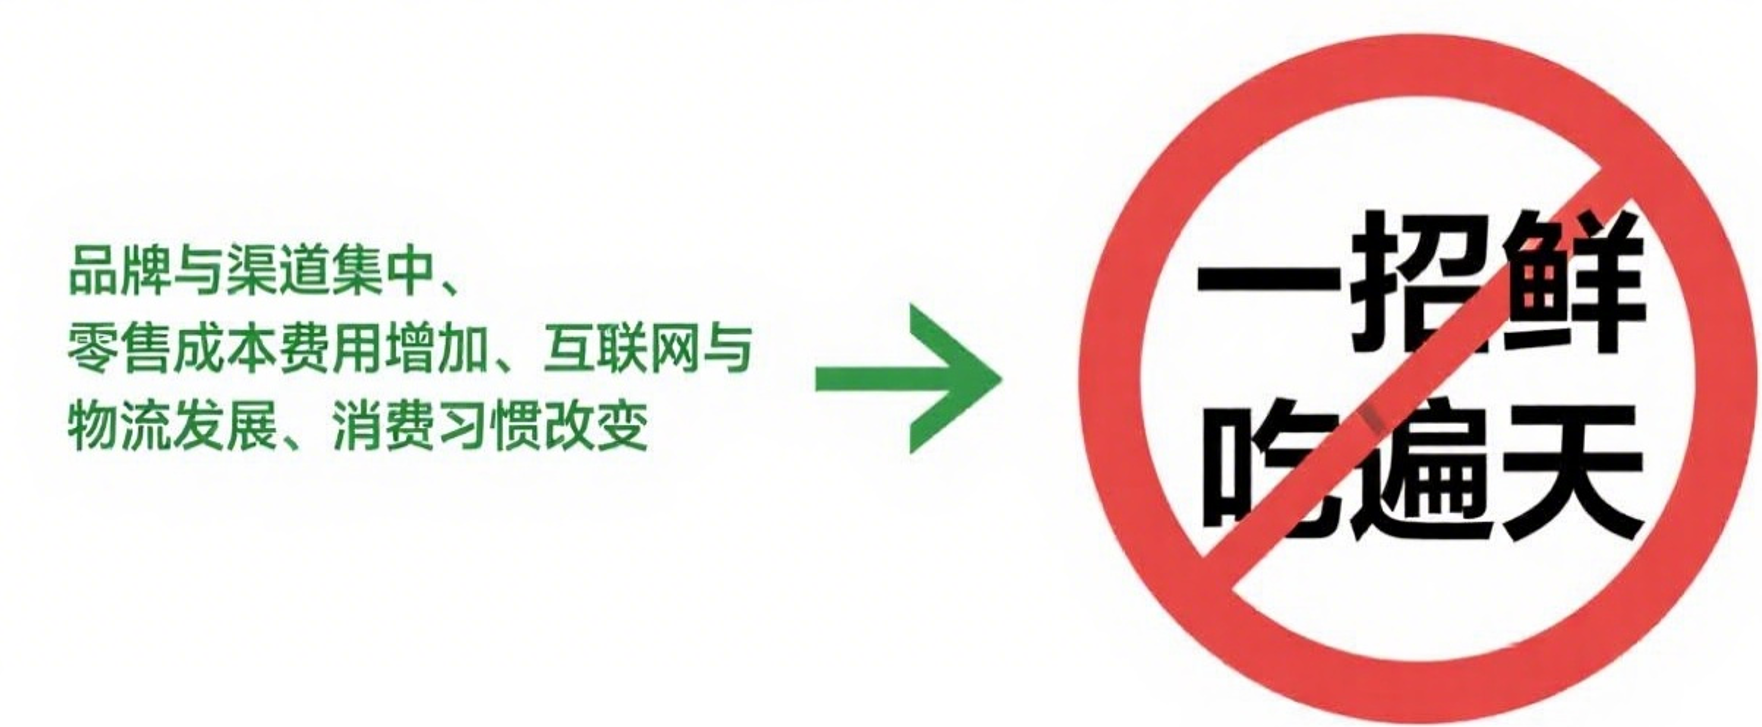 品牌与渠道集中、
零售成本费用增加、互联网与
物流发展、消费习惯改变
一招鲜
吃遍天